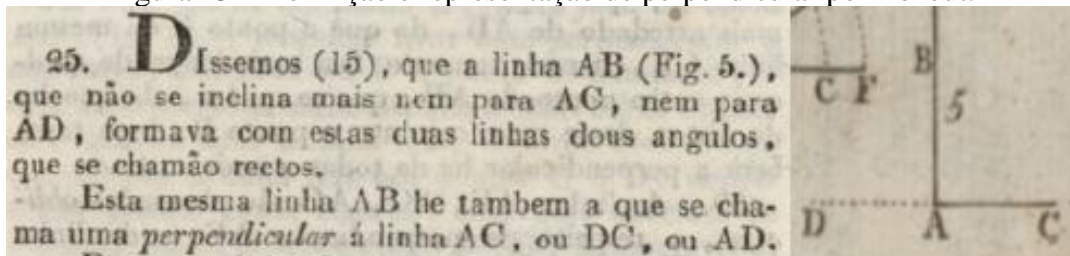 25. DIssemos (15), que a linha AB (Fig. 5.),
que não se inclina mais nem para AC, nem para
AD, formava com estas duas linhas dous angulos,
que se chamão rectos.
Esta mesma linha AB he tambem a que se cha-
ma uma perpendicular á linha AC, ou DC, ou AD.
C F
B
5
D A C